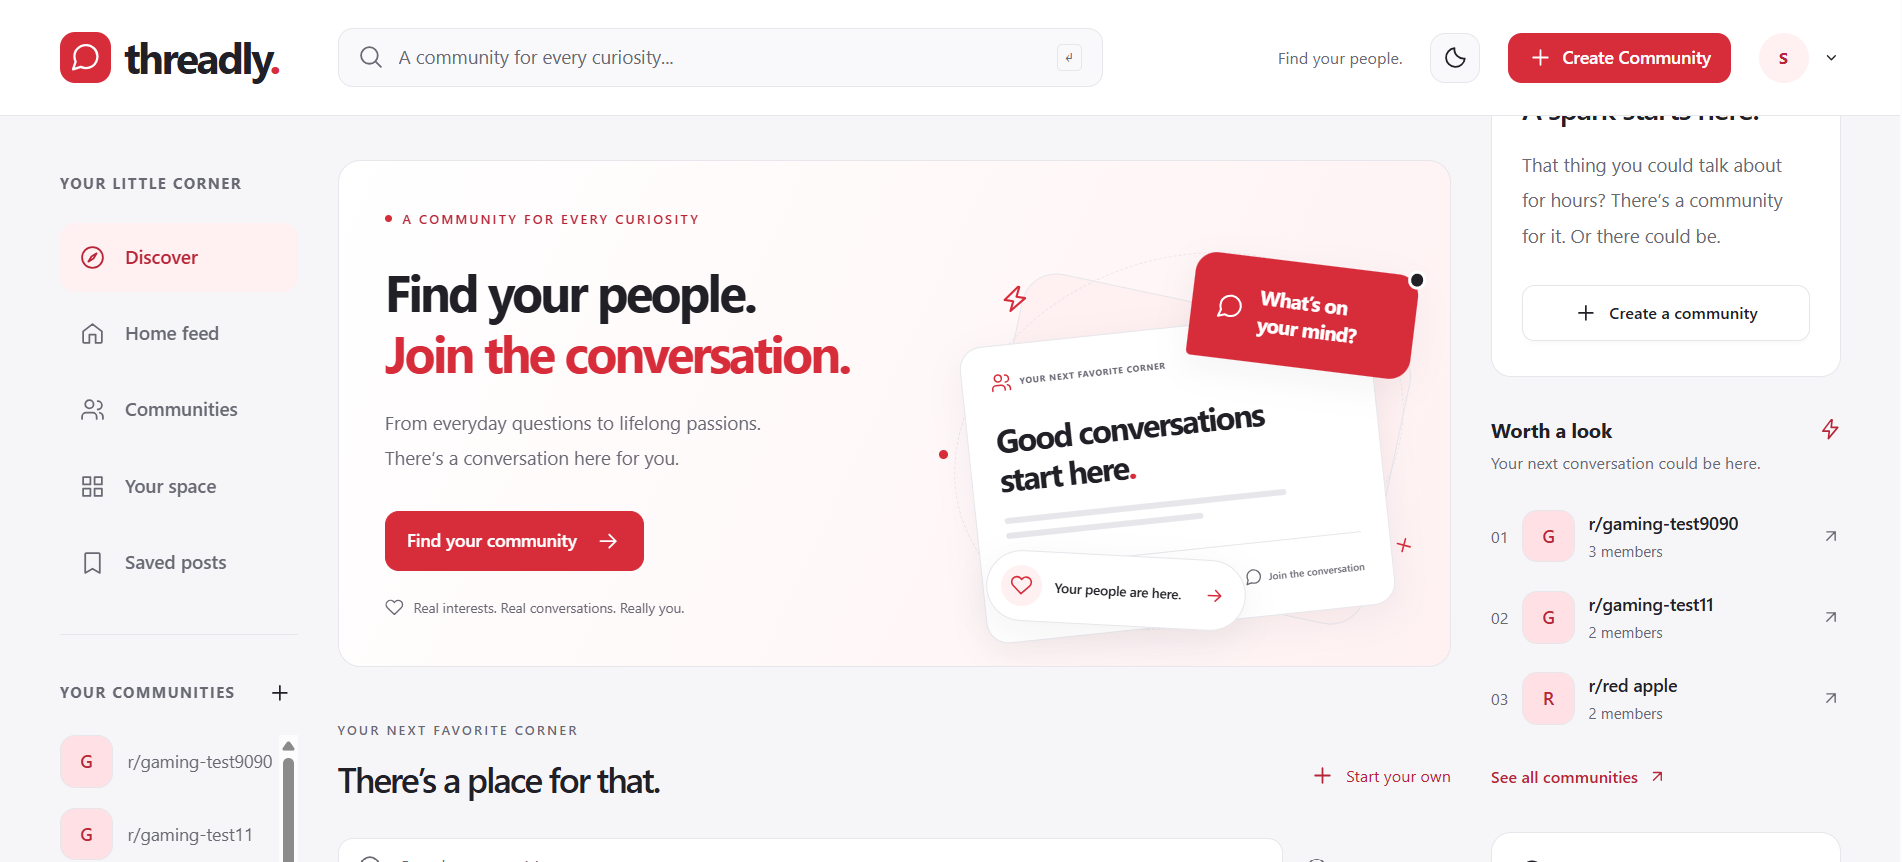 threadly.
A community for every curiosity...
Find your people.
Create Community
S
YOUR LITTLE CORNER
Discover
Home feed
Communities
Your space
Saved posts
YOUR COMMUNITIES
G
r/gaming-test9090
G
r/gaming-test11
A COMMUNITY FOR EVERY CURIOSITY
Find your people.
Join the conversation.
From everyday questions to lifelong passions.
There's a conversation here for you.
Find your community
Real interests. Real conversations. Really you.
What's on
your mind?
YOUR NEXT FAVORITE CORNER
Good conversations
start here.
Join the conversation
Your people are here.
YOUR NEXT FAVORITE CORNER
There's a place for that.
Start your own
A spark starts here.
That thing you could talk about
for hours? There's a community
for it. Or there could be.
Create a community
Worth a look
Your next conversation could be here.
01
G
r/gaming-test9090
3 members
02
G
r/gaming-test11
2 members
03
R
r/red apple
2 members
See all communities